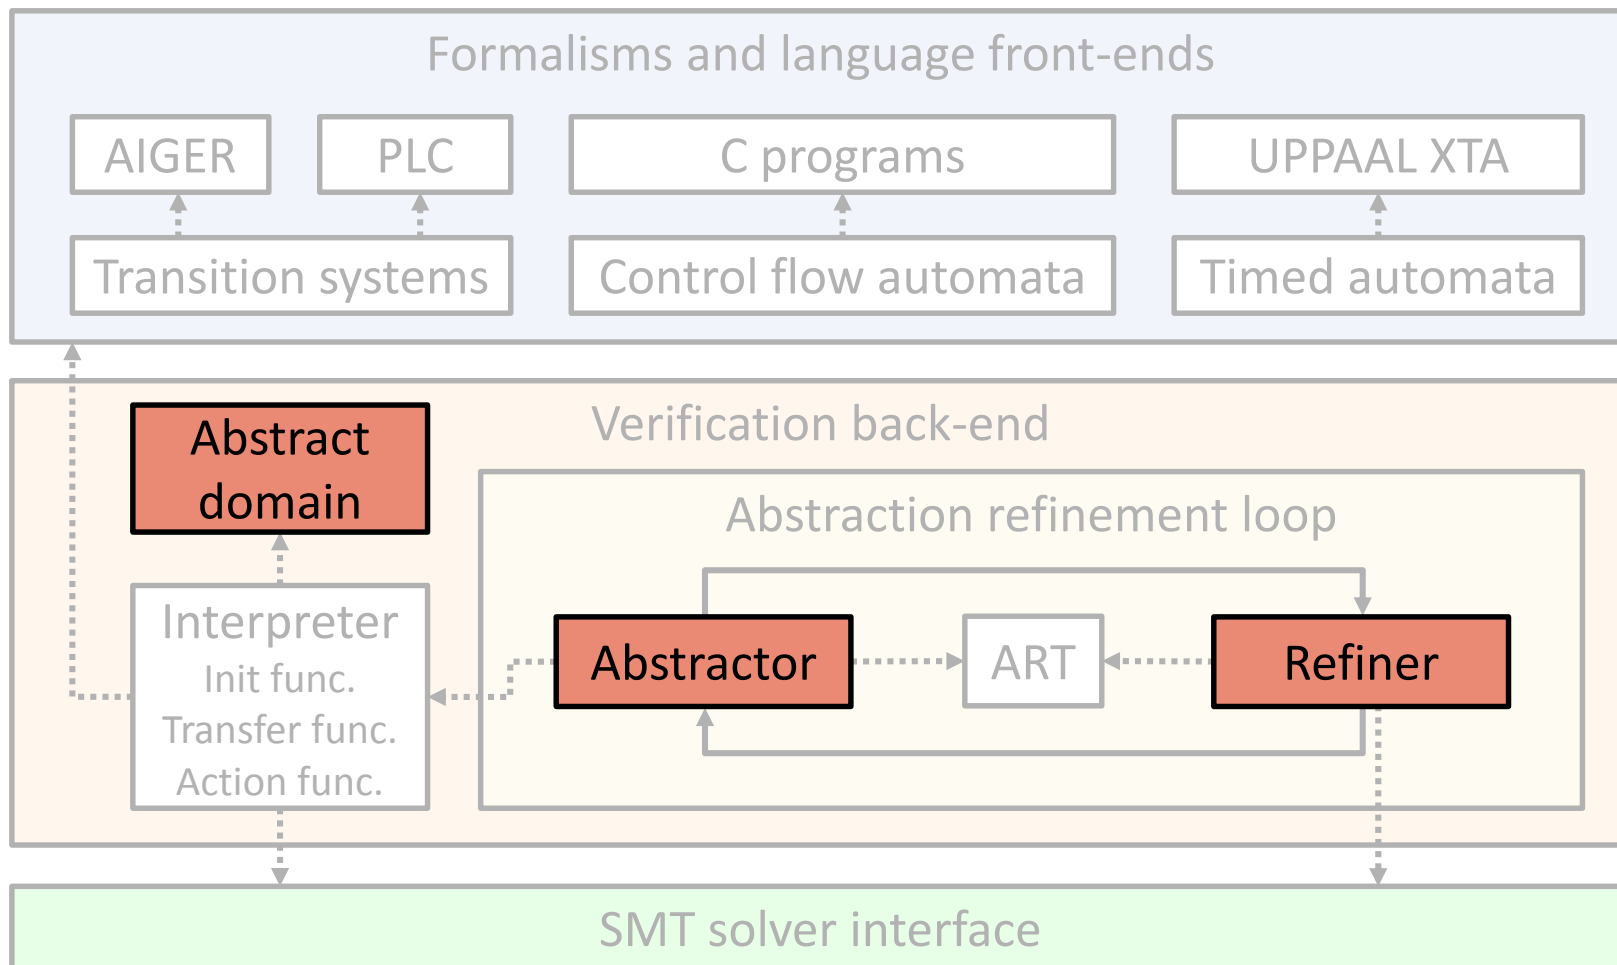 Formalisms and language front-ends
AIGER
PLC
C programs
UPPAAL XTA
Transition systems
Control flow automata
Timed automata
Verification back-end
Abstract
domain
Abstraction refinement loop
Interpreter
Init func.
Transfer func.
Action func.
Abstractor
ART
Refiner
SMT solver interface